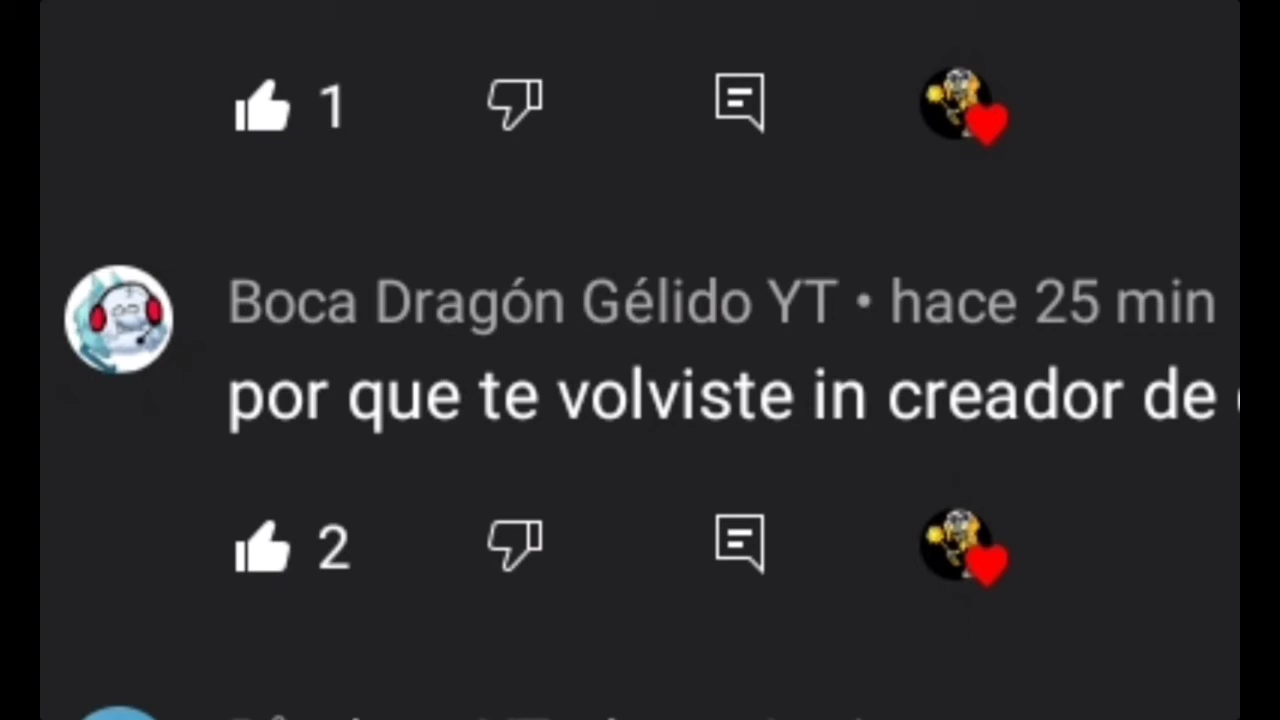 1
Boca Dragón Gélido YT • hace 25 min
por que te volviste in creador de
2